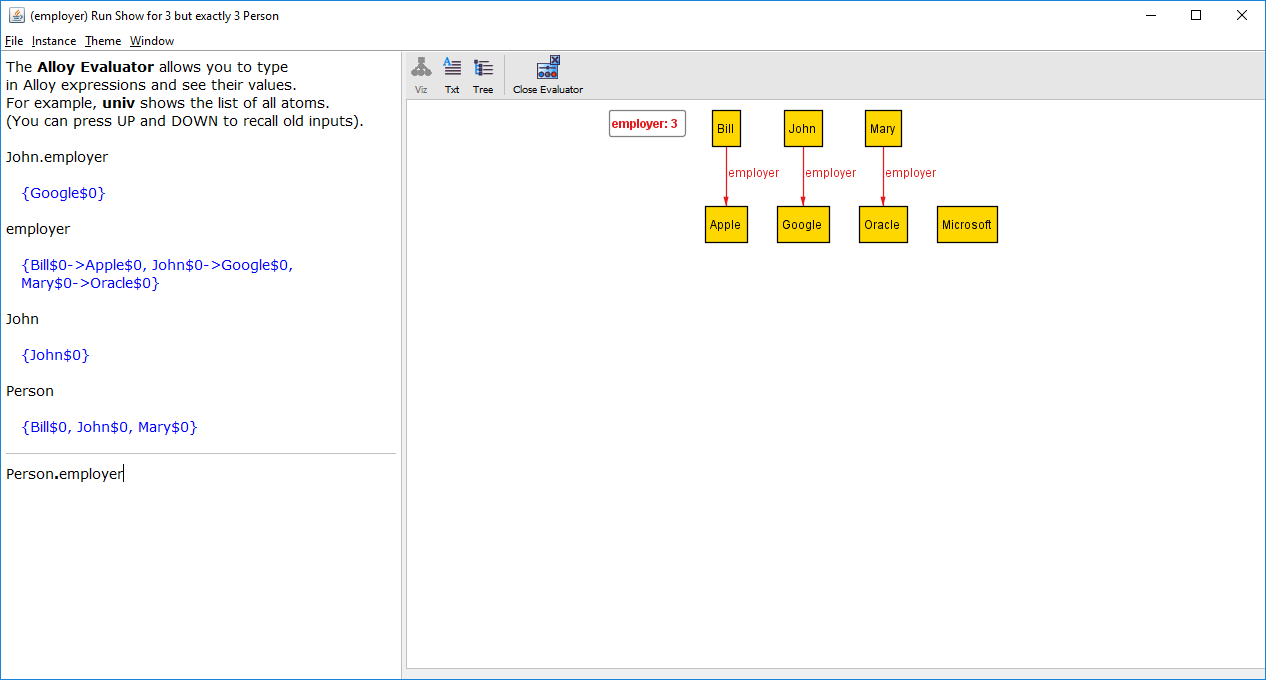 (employer) Run Show for 3 but exactly 3 Person
File Instance Theme Window
The Alloy Evaluator allows you to type
in Alloy expressions and see their values.
For example, univ shows the list of all atoms.
(You can press UP and DOWN to recall old inputs).
John.employer
{Google$0}
employer
{Bill$0->Apple$0, John$0->Google$0,
Mary$0->Oracle$0}
John
{John$0}
Person
{Bill$0, John$0, Mary$0}
Person.employer
Viz Txt Tree Close Evaluator
employer: 3 Bill John Mary
employer employer employer
Apple Google Oracle Microsoft